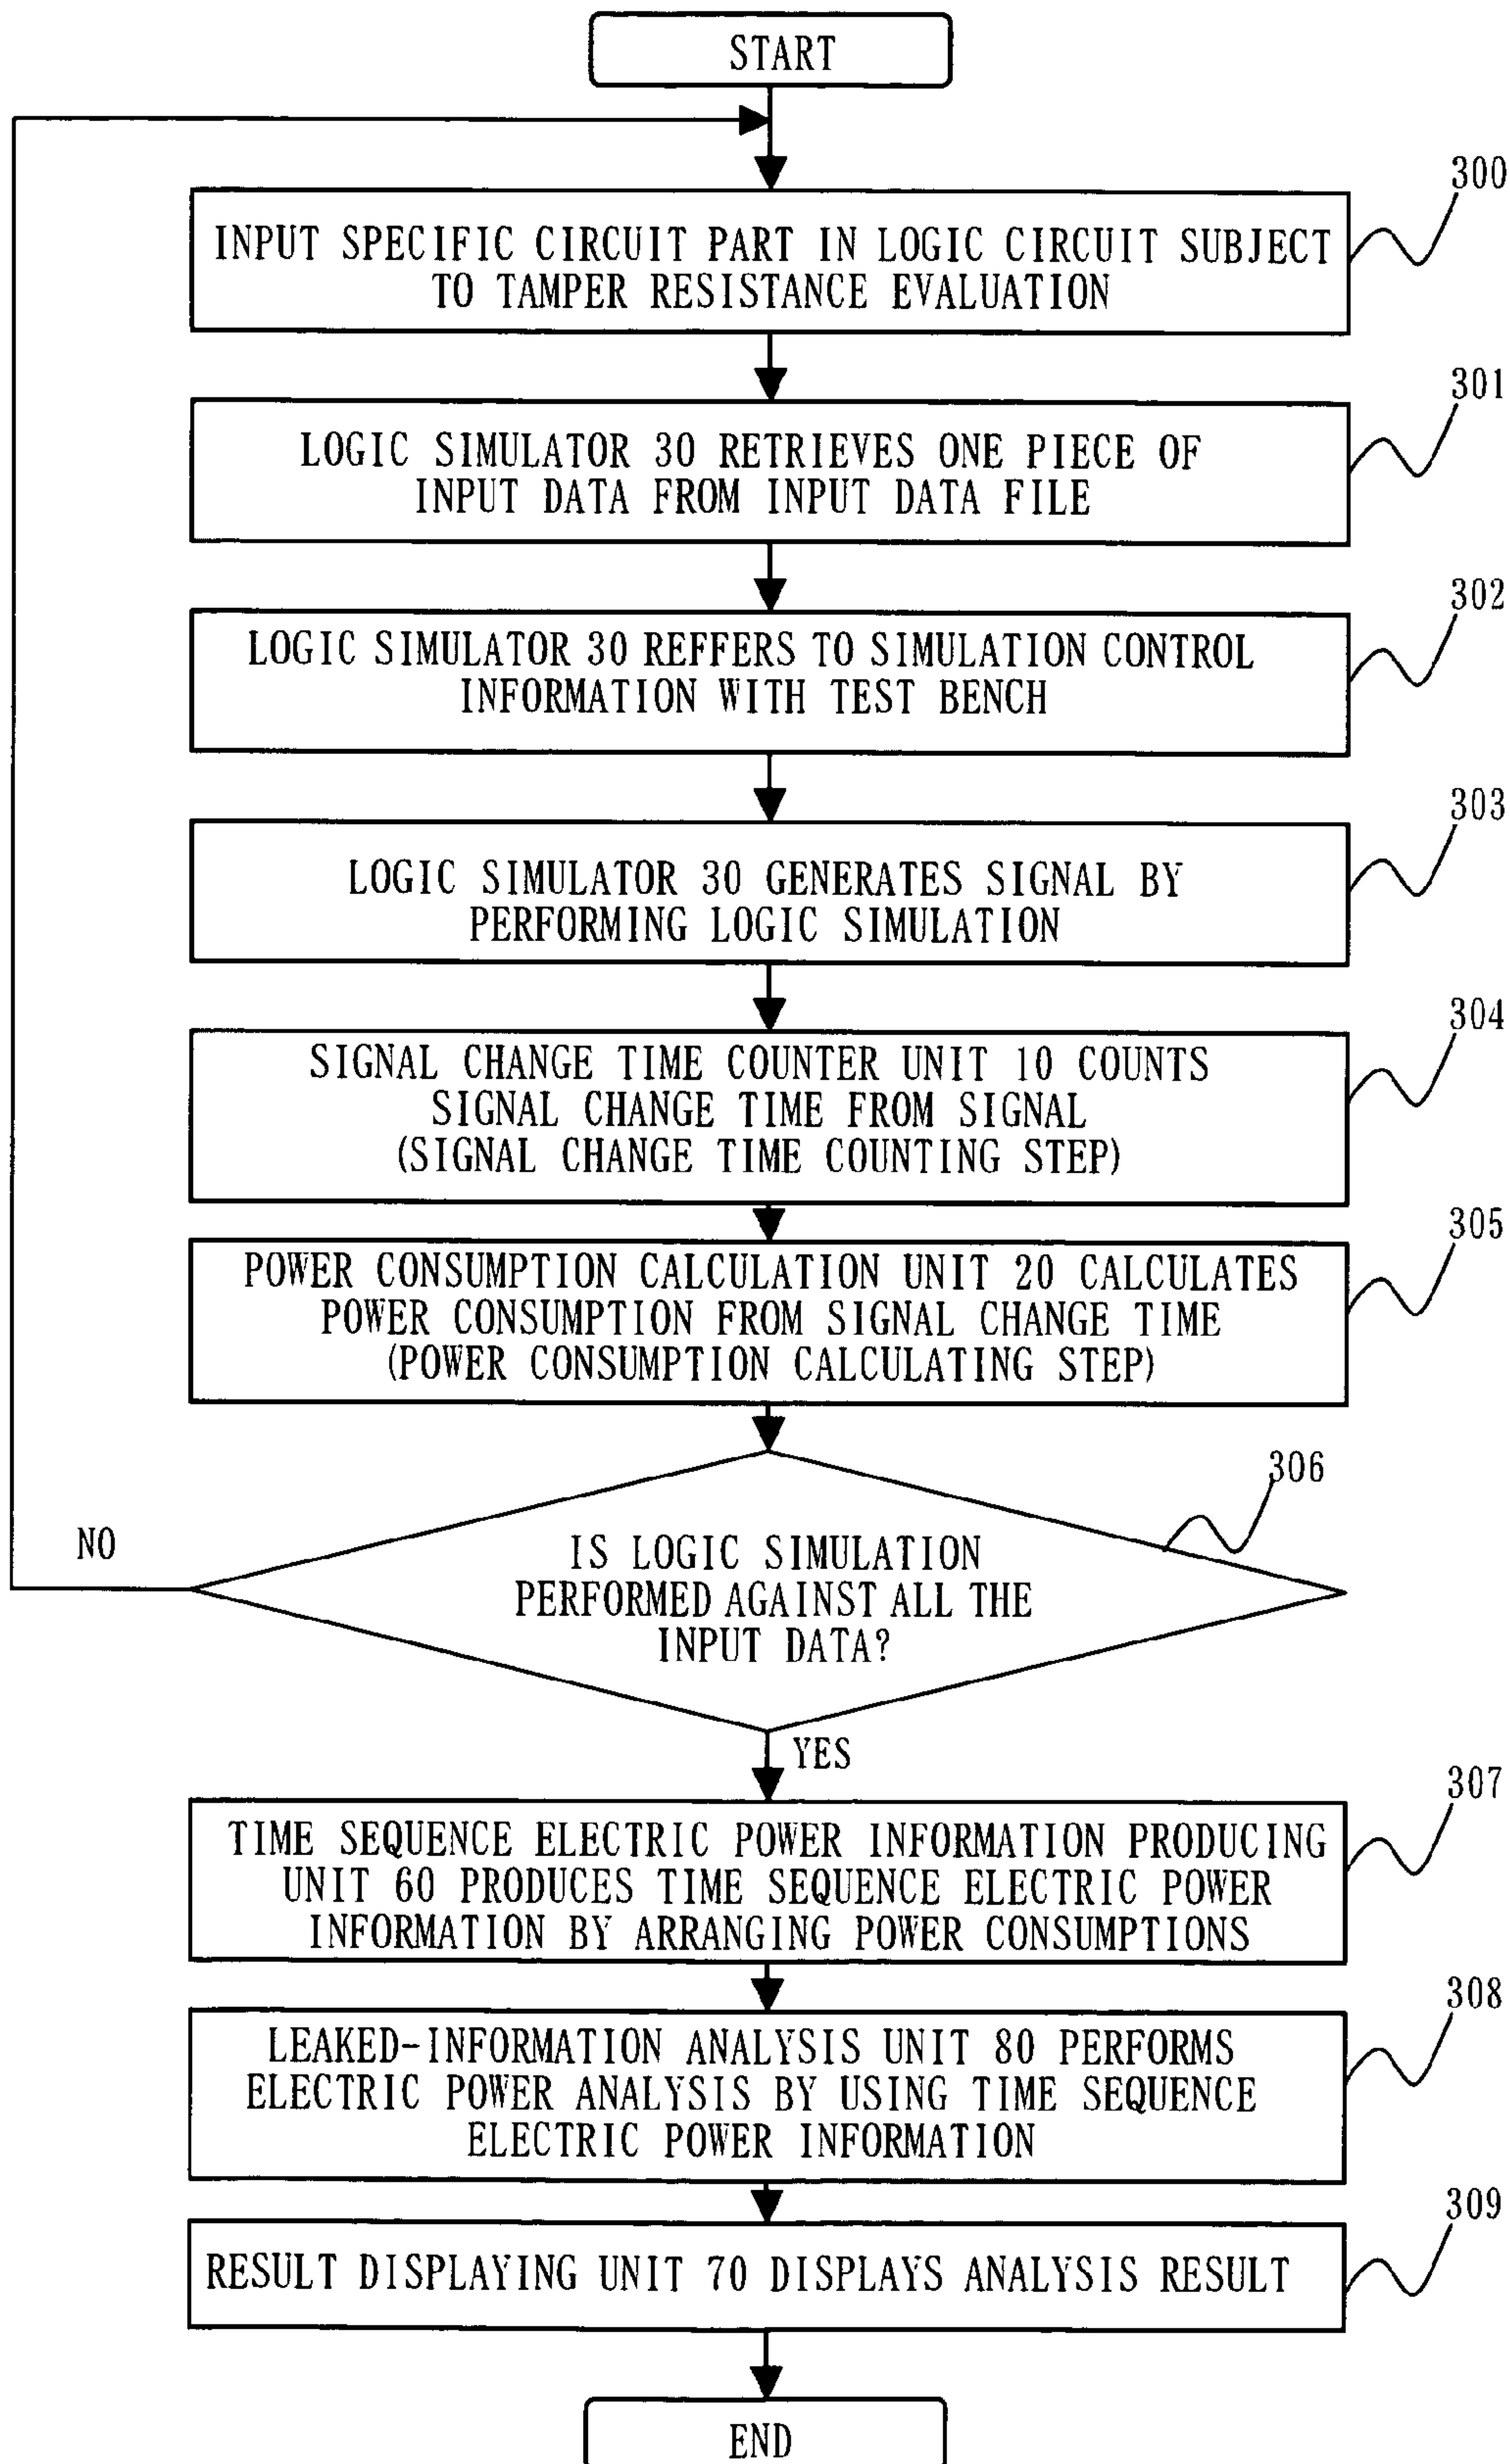 START
300
INPUT SPECIFIC CIRCUIT PART IN LOGIC CIRCUIT SUBJECT
TO TAMPER RESISTANCE EVALUATION
301
LOGIC SIMULATOR 30 RETRIEVES ONE PIECE OF
INPUT DATA FROM INPUT DATA FILE
302
LOGIC SIMULATOR 30 REFFERS TO SIMULATION CONTROL
INFORMATION WITH TEST BENCH
303
LOGIC SIMULATOR 30 GENERATES SIGNAL BY
PERFORMING LOGIC SIMULATION
304
SIGNAL CHANGE TIME COUNTER UNIT 10 COUNTS
SIGNAL CHANGE TIME FROM SIGNAL
(SIGNAL CHANGE TIME COUNTING STEP)
305
POWER CONSUMPTION CALCULATION UNIT 20 CALCULATES
POWER CONSUMPTION FROM SIGNAL CHANGE TIME
(POWER CONSUMPTION CALCULATING STEP)
306
NO
IS LOGIC SIMULATION
PERFORMED AGAINST ALL THE
INPUT DATA?
YES
307
TIME SEQUENCE ELECTRIC POWER INFORMATION PRODUCING
UNIT 60 PRODUCES TIME SEQUENCE ELECTRIC POWER
INFORMATION BY ARRANGING POWER CONSUMPTIONS
308
LEAKED-INFORMATION ANALYSIS UNIT 80 PERFORMS
ELECTRIC POWER ANALYSIS BY USING TIME SEQUENCE
ELECTRIC POWER INFORMATION
309
RESULT DISPLAYING UNIT 70 DISPLAYS ANALYSIS RESULT
END